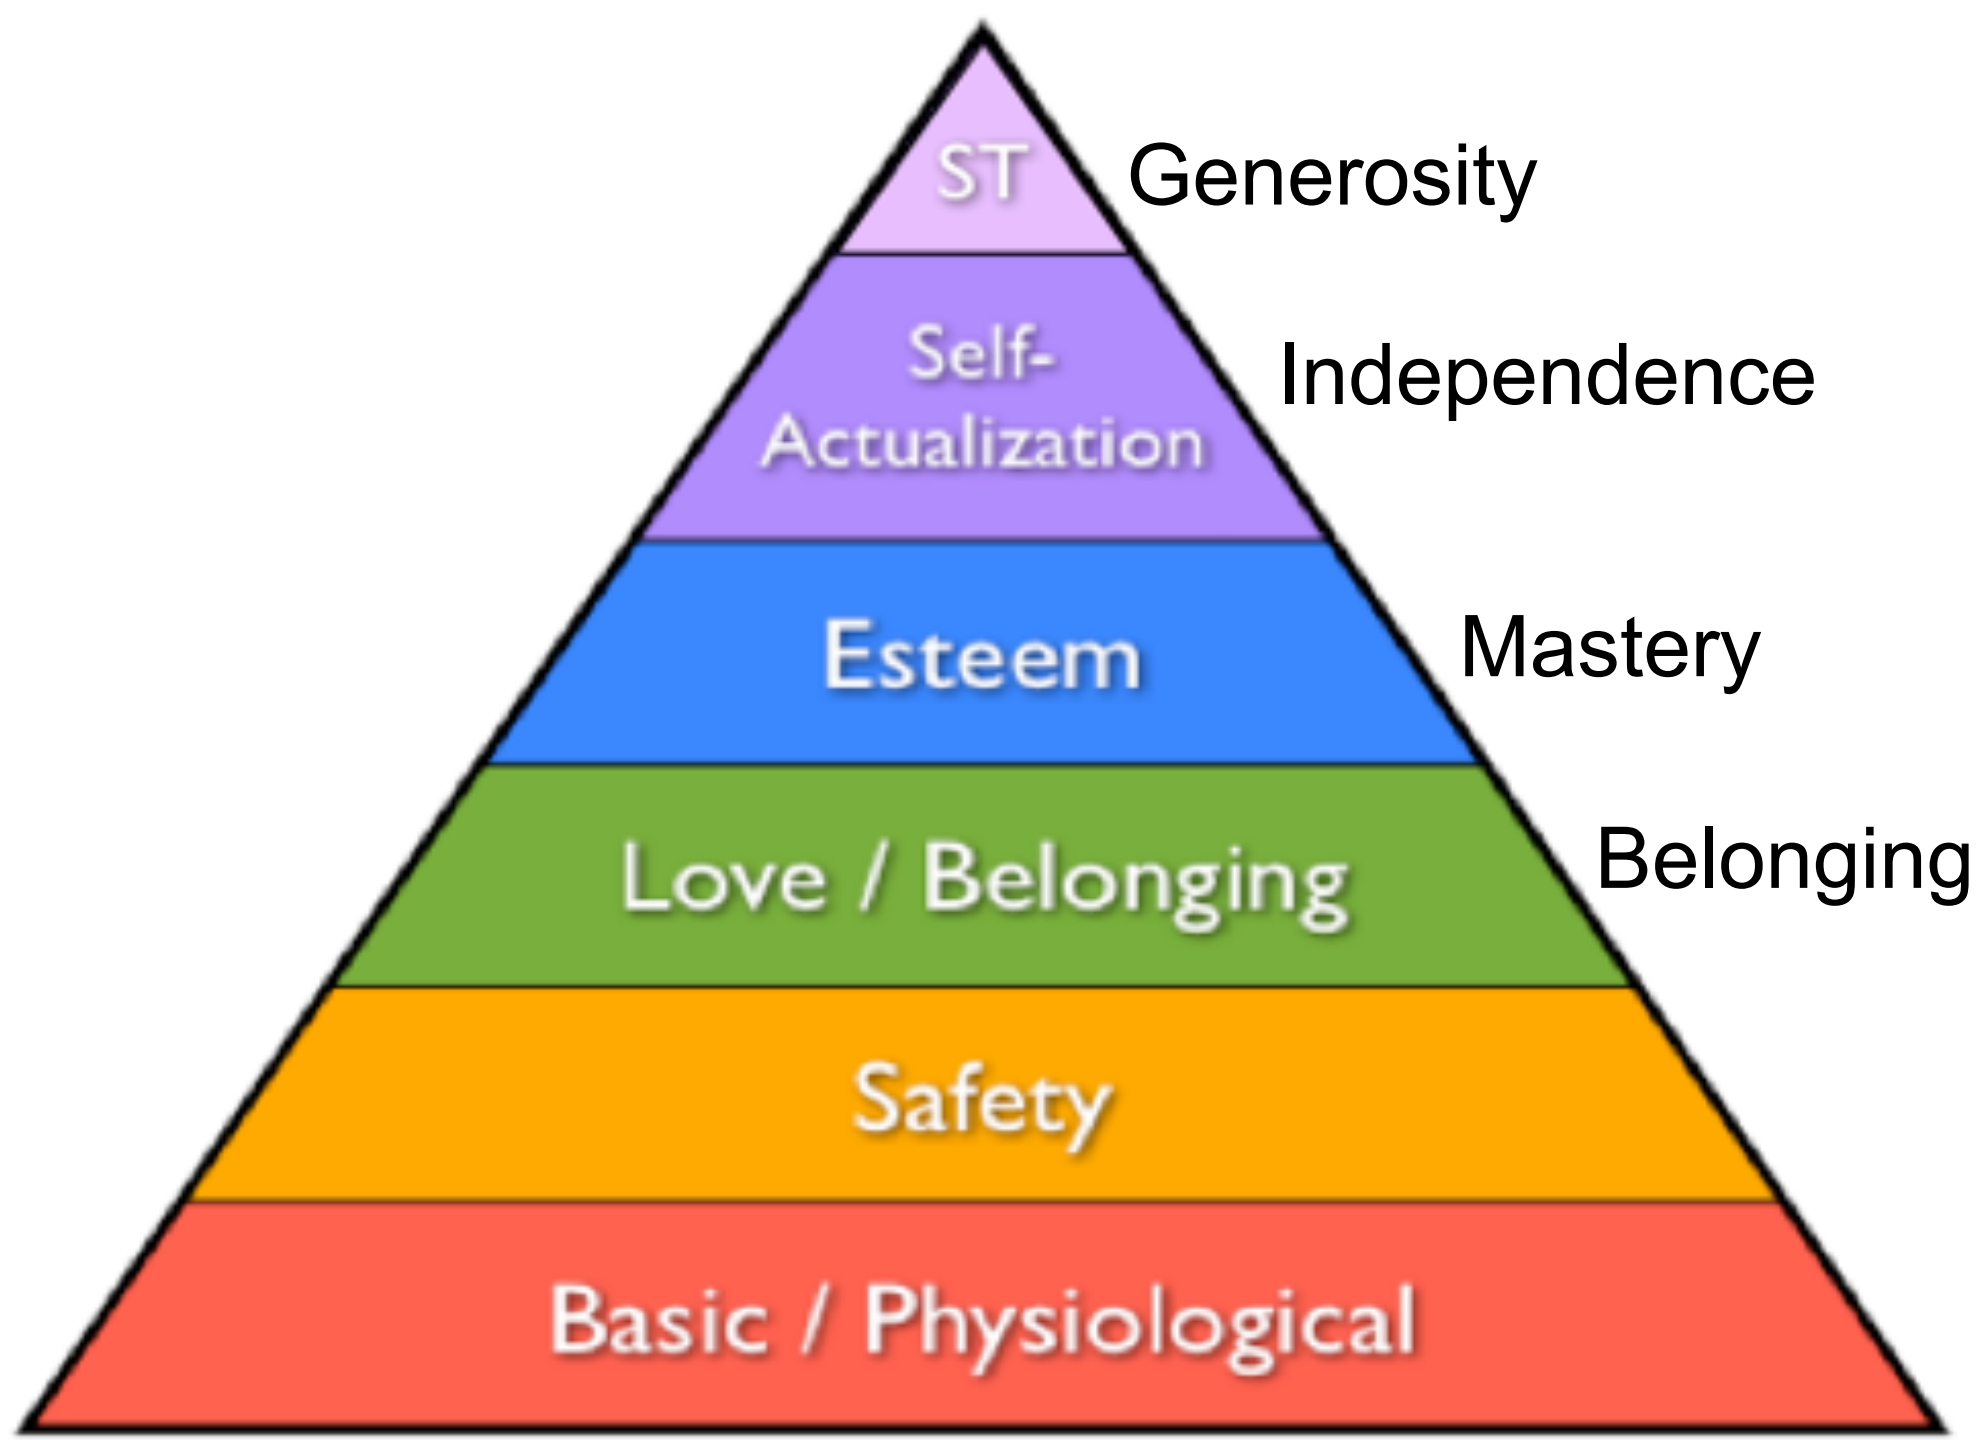 ST
Generosity
Self-
Actualization
Independence
Esteem
Mastery
Love / Belonging
Belonging
Safety
Basic / Physiological